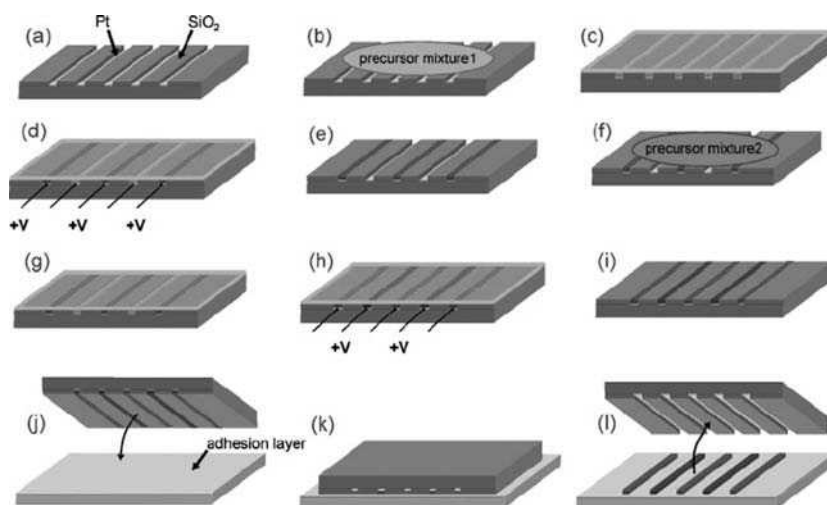 (a)
Pt
SiO₂
(b)
precursor mixture1
(c)
(d)
+V +V +V
(e)
(f)
precursor mixture2
(g)
(h)
+V +V
(i)
(j)
adhesion layer
(k)
(l)